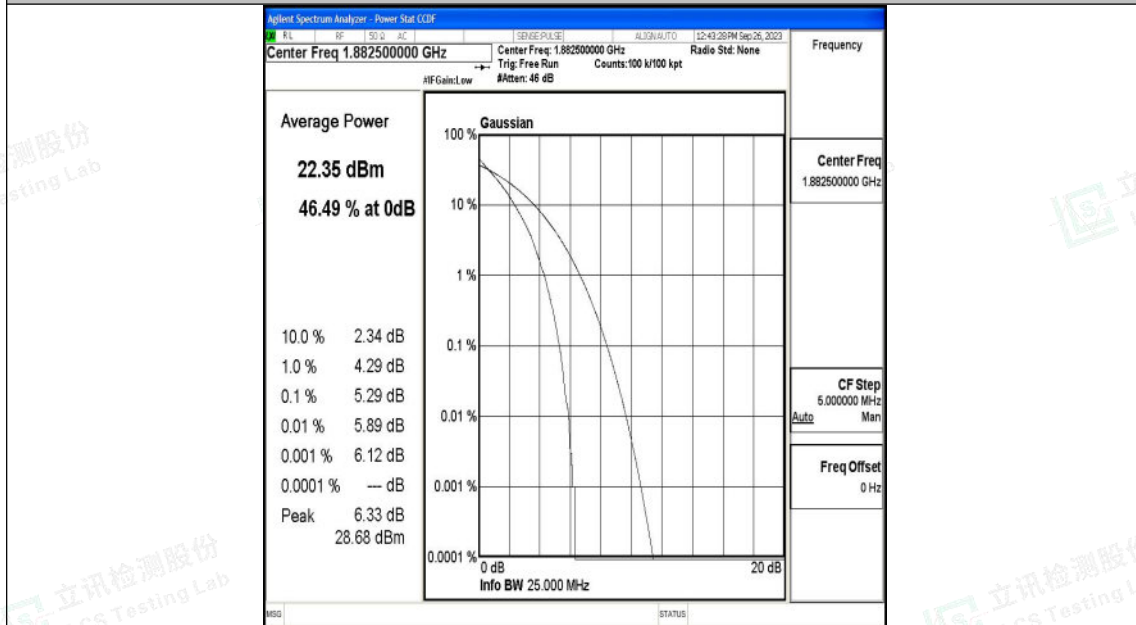 Agilent Spectrum Analyzer - Power Stat CCDF
RL RF 50 Ω AC SENSE:PULSE ALIGNAUTO 12:43:28PM Sep 26, 2023
Center Freq 1.882500000 GHz
Center Freq: 1.882500000 GHz Radio Std: None
Trig: Free Run Counts:100 k/100 kpt
#IFGain:Low #Atten: 46 dB
Frequency
Average Power
22.35 dBm
46.49 % at 0dB
10.0 % 2.34 dB
1.0 % 4.29 dB
0.1 % 5.29 dB
0.01 % 5.89 dB
0.001 % 6.12 dB
0.0001 % --- dB
Peak 6.33 dB
28.68 dBm
Gaussian
100 %
10 %
1 %
0.1 %
0.01 %
0.001 %
0.0001 %
0 dB 20 dB
Info BW 25.000 MHz
Center Freq
1.882500000 GHz
CF Step
5.000000 MHz
Auto Man
Freq Offset
0 Hz
MSG STATUS
立讯检测股份
LCS Testing Lab